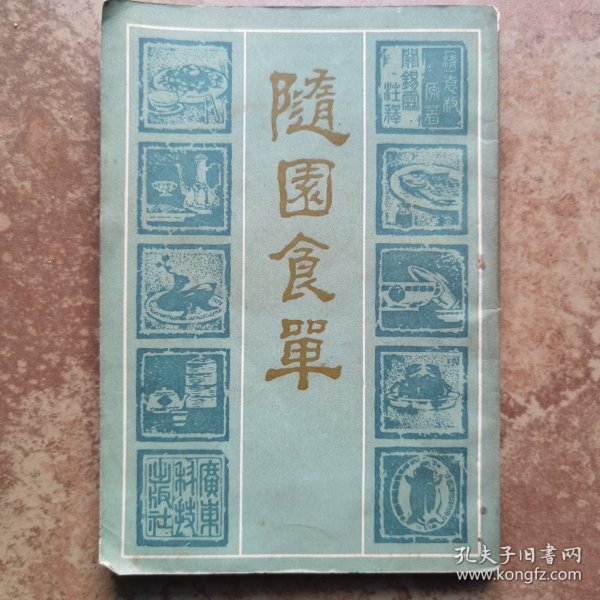 隨園食單
清袁枚
原著
關錫霖
注釋
廣東
科技
出版社
孔夫子旧书网
www.kongfz.com